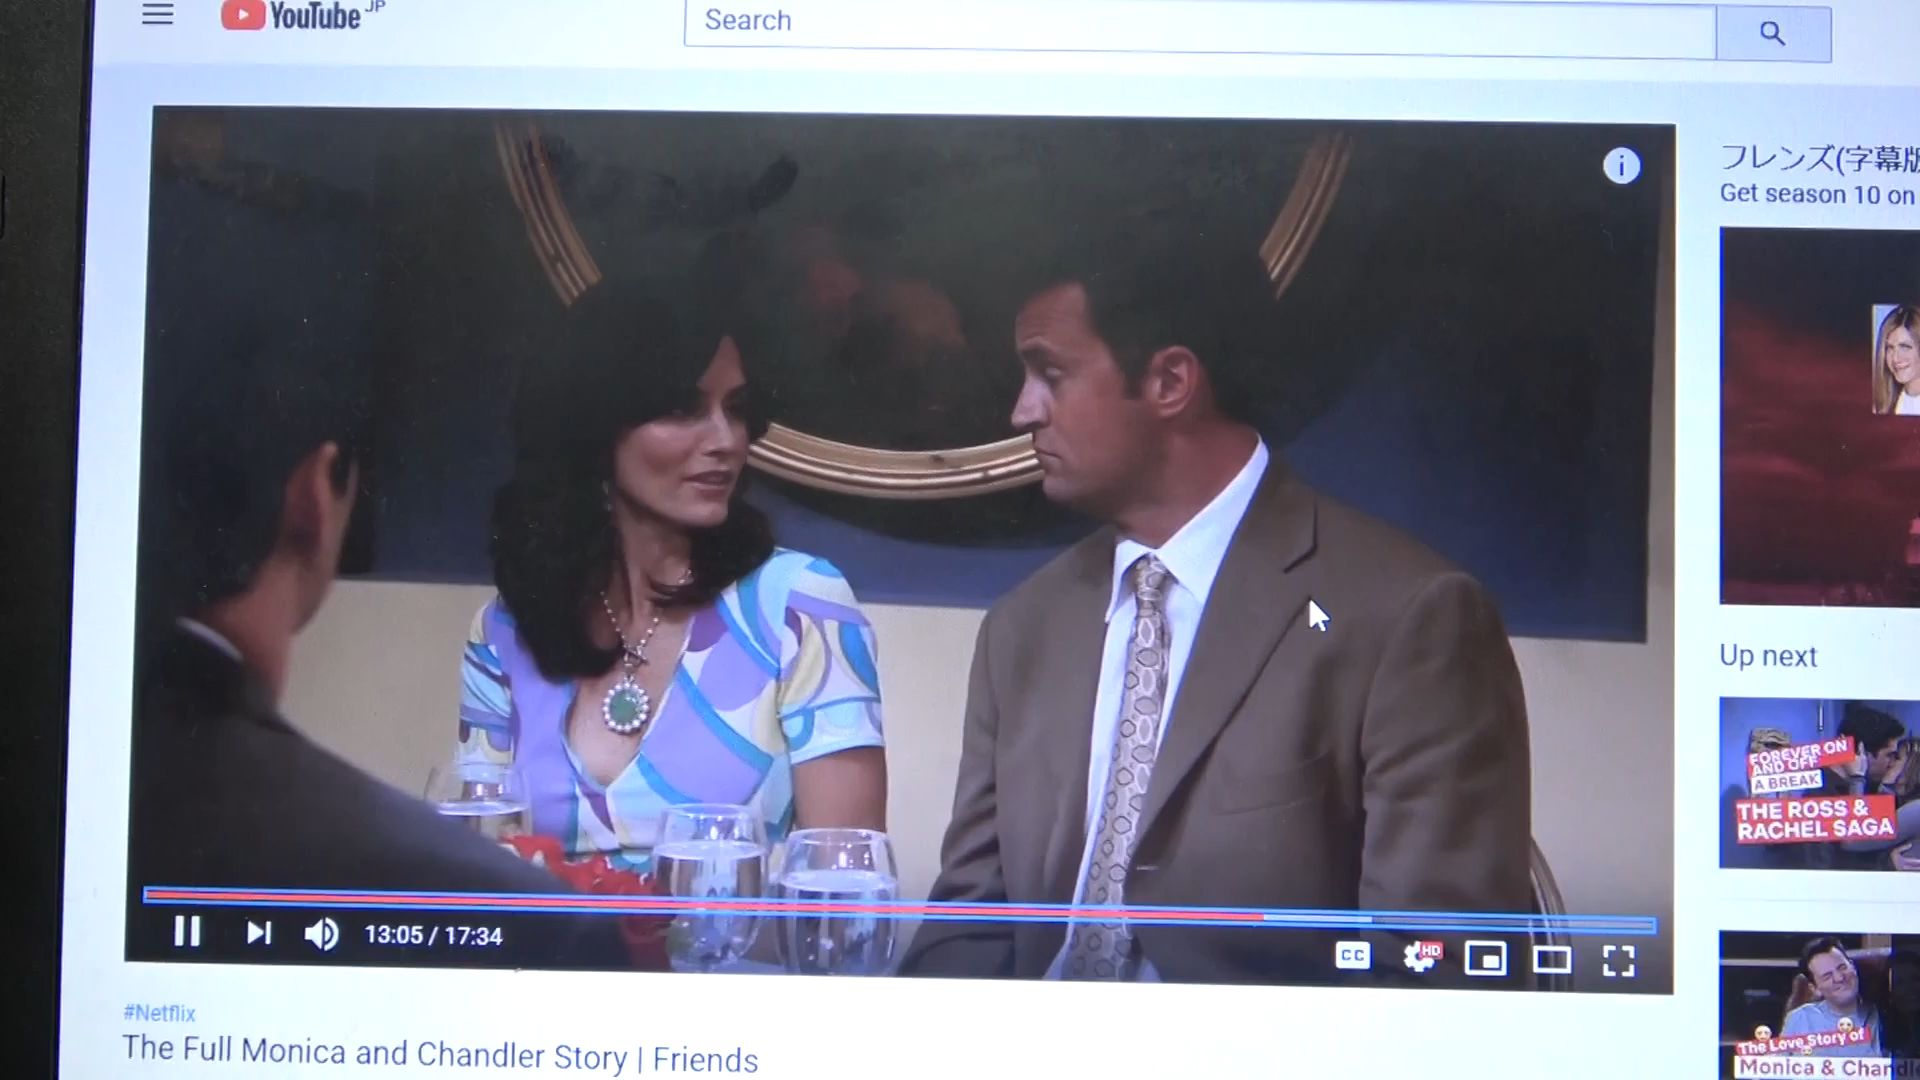 YouTube JP
Search
フレンズ(字幕版
Get season 10 on
Up next
FOREVER ON
AND OFF
A BREAK
THE ROSS &
RACHEL SAGA
13:05 / 17:34
CC
HD
#Netflix
The Full Monica and Chandler Story | Friends
The Love Story of
Monica & Chandle